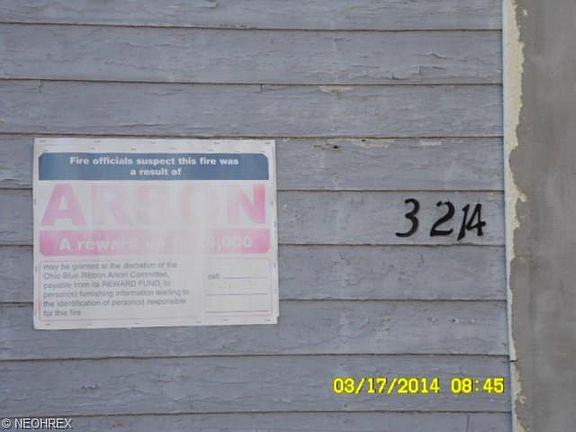 Fire officials suspect this fire was
a result of
ARSON
A reward up
may be granted at the discretion of the
Ohio Blue Ribbon Arson Committee,
payable from its REWARD FUND, to
person(s) furnishing information leading to
the identification of person(s) responsible
for this fire
call
3214
03/17/2014 08:45
© NEOHREX